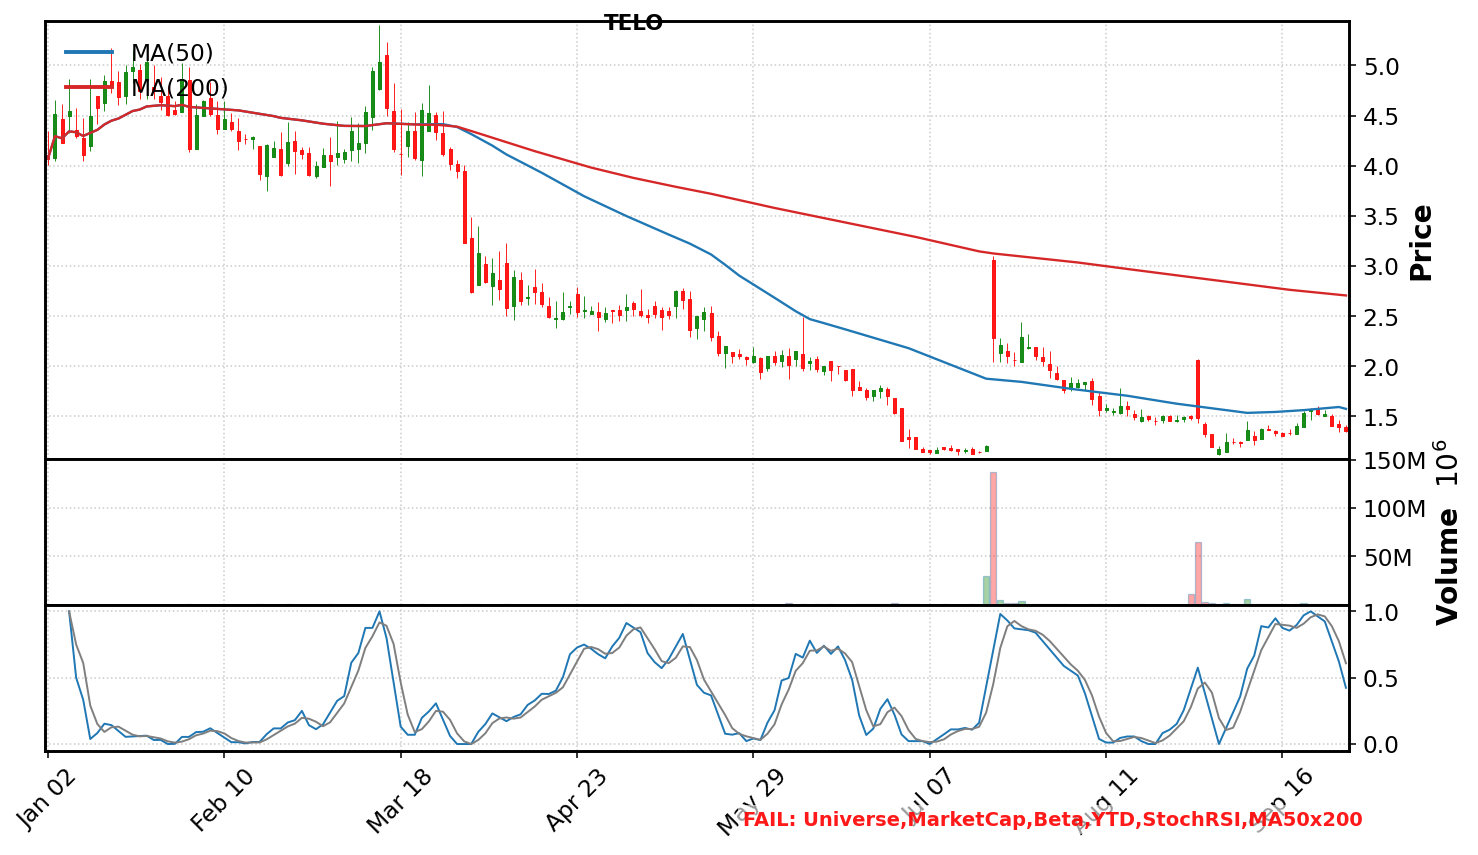 TELO
MA(50)
MA(200)
5.0
4.5
4.0
3.5
3.0
2.5
2.0
1.5
Price
150M
100M
50M
Volume 10^6
1.0
0.5
0.0
Jan 02
Feb 10
Mar 18
Apr 23
May 29
Jul 07
Aug 11
Sep 16
FAIL: Universe,MarketCap,Beta,YTD,StochRSI,MA50x200